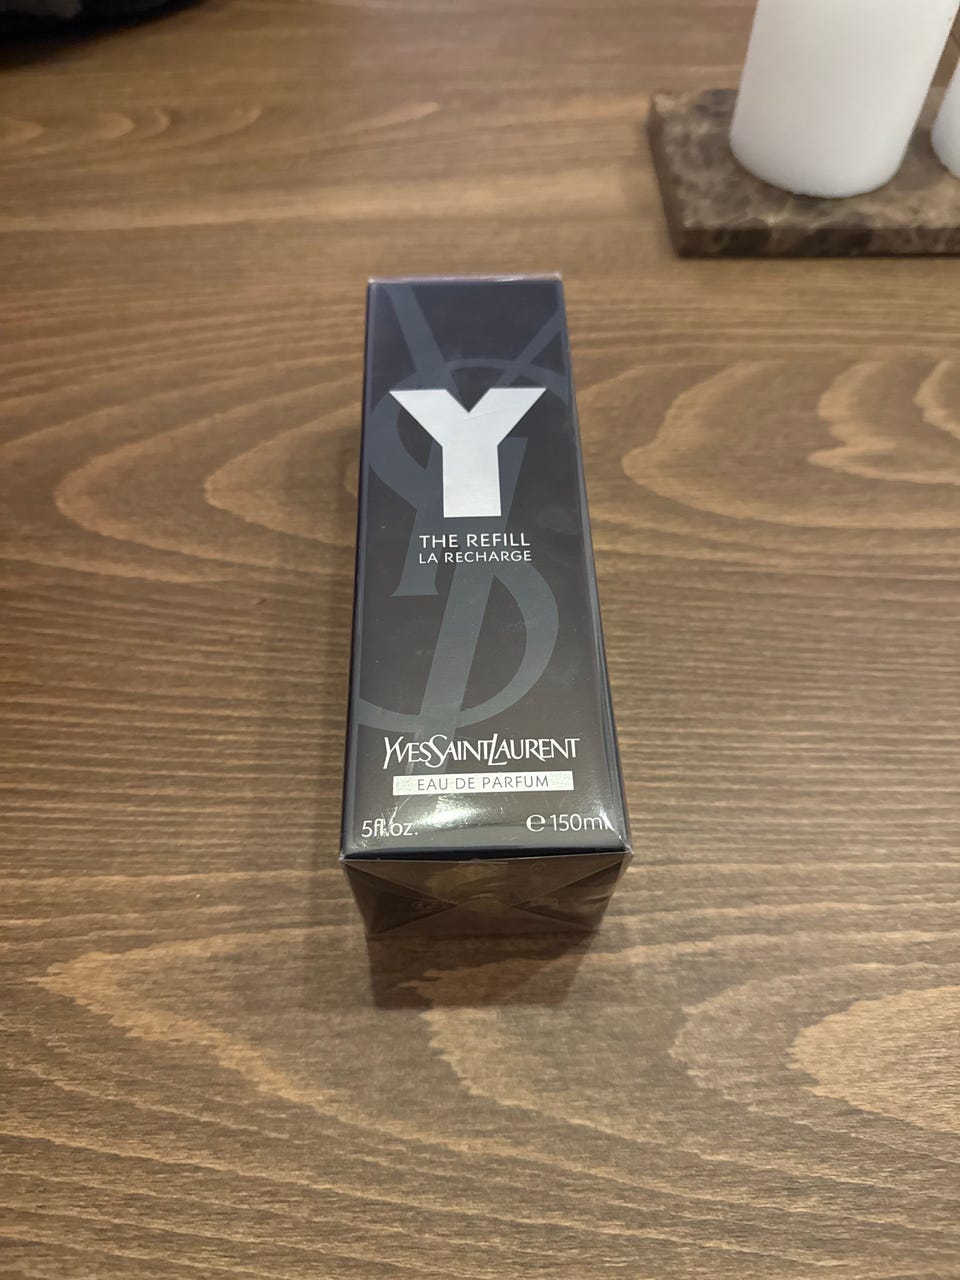 Y
THE REFILL
LA RECHARGE
YVESSAINTLAURENT
EAU DE PARFUM
5fl.oz. ℮150ml